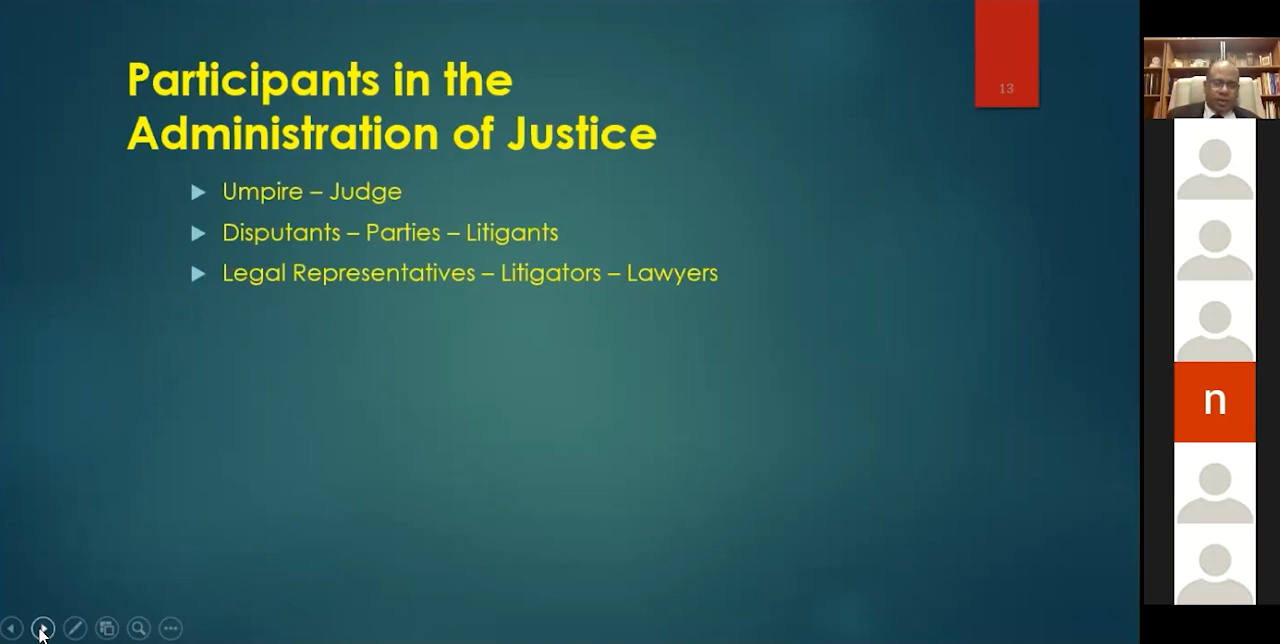 Participants in the
Administration of Justice
13
Umpire – Judge
Disputants – Parties – Litigants
Legal Representatives – Litigators – Lawyers
n